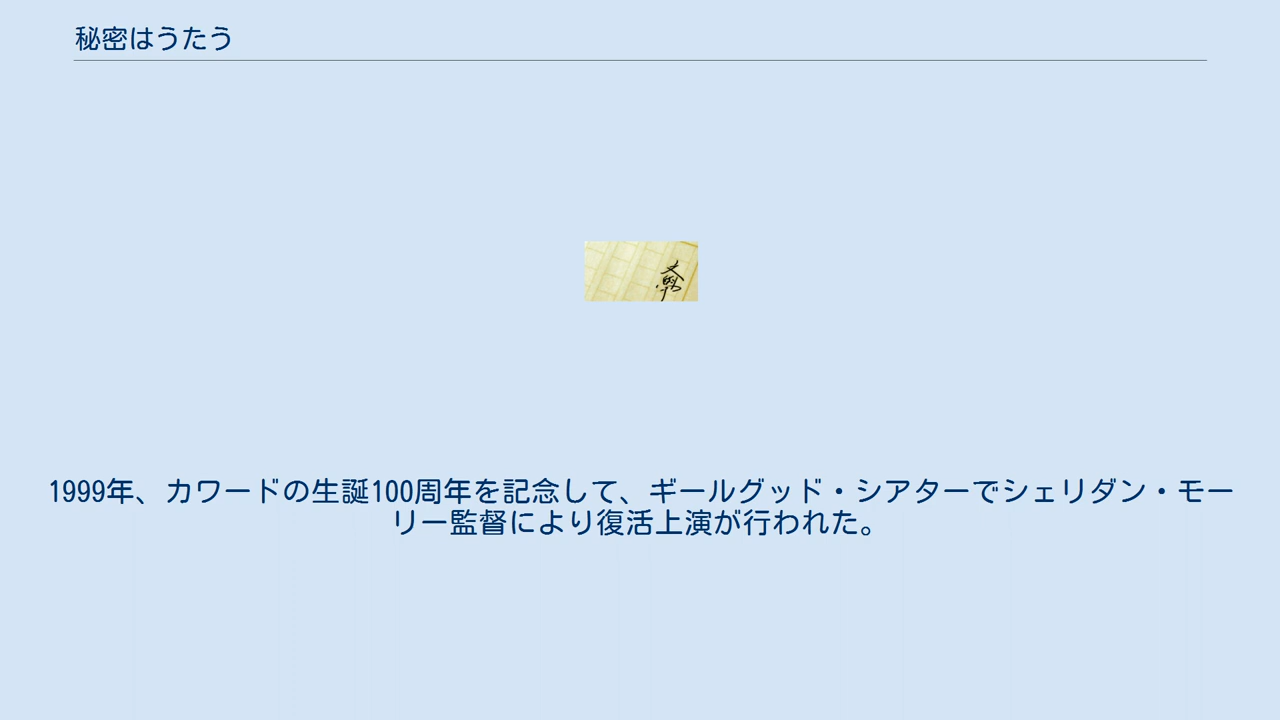 秘密はうたう
1999年、カワードの生誕100周年を記念して、ギールグッド・シアターでシェリダン・モー
リー監督により復活上演が行われた。